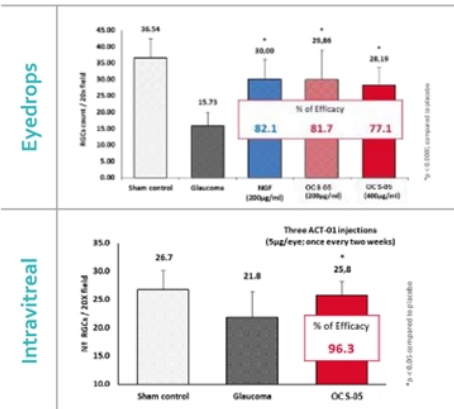 Eyedrops
RGCs count / 20x field
45.00
40.00
35.00
30.00
25.00
20.00
15.00
10.00
5.00
0.00
36.54
15.73
*
30,00
*
29,86
*
28,19
% of Efficacy
82.1
81.7
77.1
Sham control
Glaucoma
NGF
(200µg/ml)
OCS-05
(200µg/ml)
OCS-05
(400µg/ml)
*p < 0.0001 compared to placebo
Intravitreal
Nº RGCs / 20X field
35.0
30.0
25.0
20.0
15.0
10.0
Three ACT-01 injections
(5µg/eye; once every two weeks)
26.7
21.8
*
25,8
% of Efficacy
96.3
Sham control
Glaucoma
OCS-05
*p < 0,05 compared to placebo